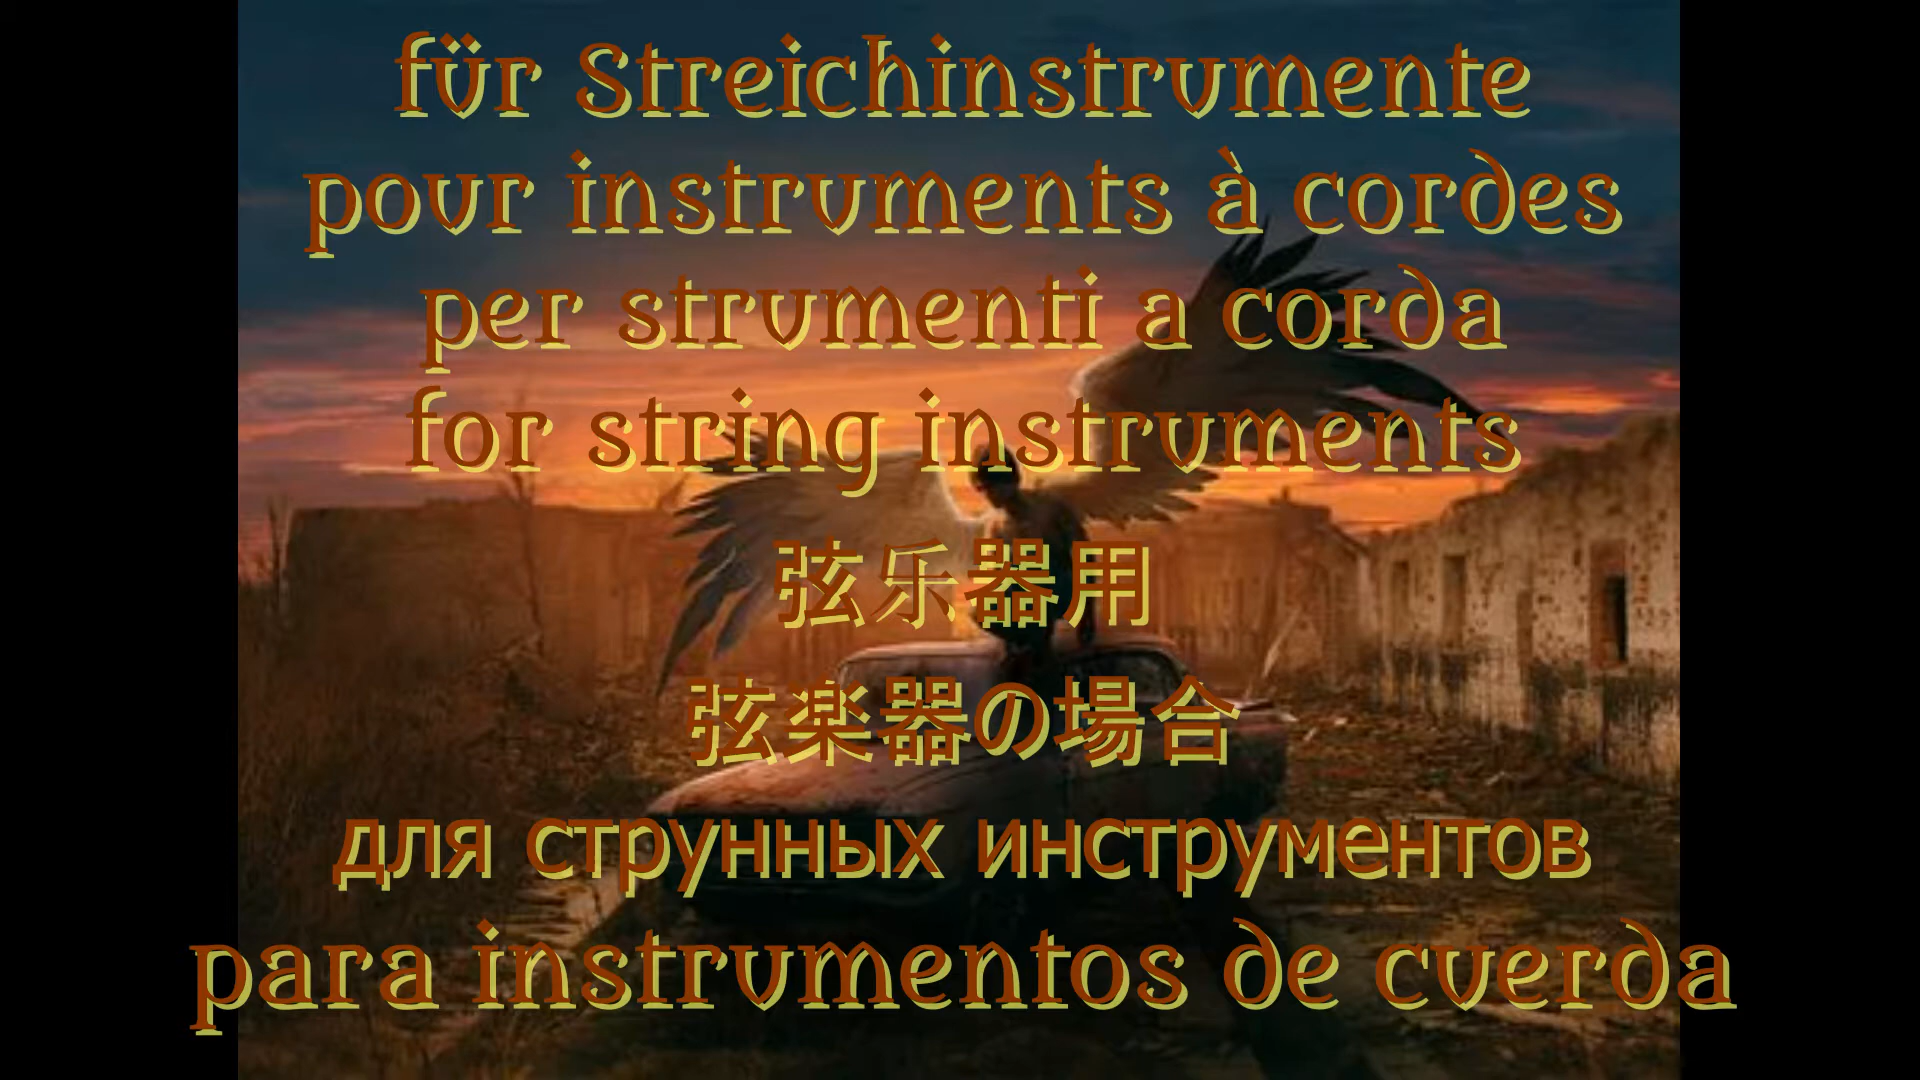 für Streichinstrumente
pour instruments à cordes
per strumenti a corda
for string instruments
弦乐器用
弦楽器の場合
для струнных инструментов
para instrumentos de cuerda